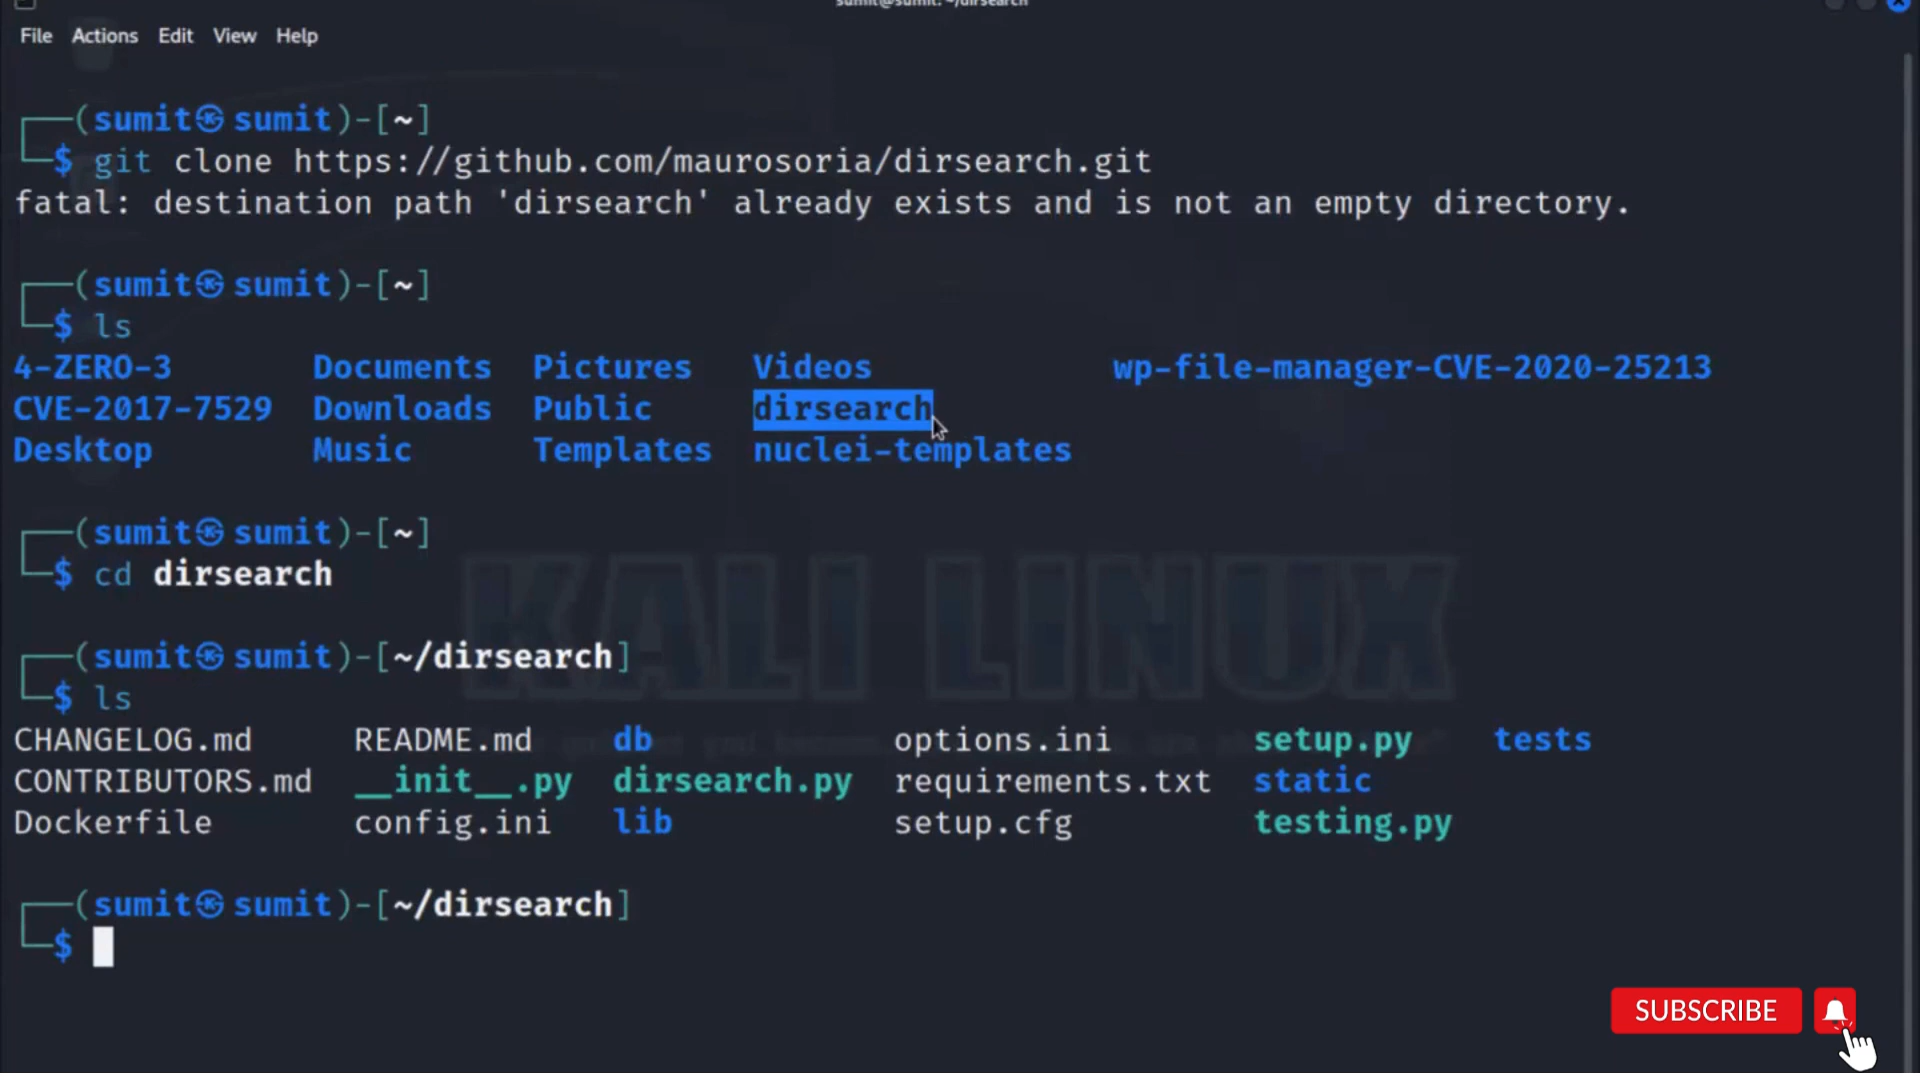 sumit@sumit: ~/dirsearch
File Actions Edit View Help
┌──(sumit㉿sumit)-[~]
└─$ git clone https://github.com/maurosoria/dirsearch.git
fatal: destination path 'dirsearch' already exists and is not an empty directory.
┌──(sumit㉿sumit)-[~]
└─$ ls
4-ZERO-3 Documents Pictures Videos wp-file-manager-CVE-2020-25213
CVE-2017-7529 Downloads Public dirsearch
Desktop Music Templates nuclei-templates
┌──(sumit㉿sumit)-[~]
└─$ cd dirsearch
┌──(sumit㉿sumit)-[~/dirsearch]
└─$ ls
CHANGELOG.md README.md db options.ini setup.py tests
CONTRIBUTORS.md __init__.py dirsearch.py requirements.txt static
Dockerfile config.ini lib setup.cfg testing.py
┌──(sumit㉿sumit)-[~/dirsearch]
└─$
KALI LINUX
SUBSCRIBE